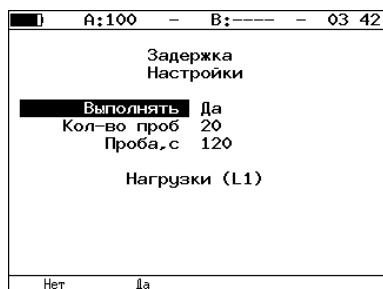 A:100 – B:---- – 03 42
Задержка
Настройки
Выполнять Да
Кол-во проб 20
Проба,с 120
Нагрузки (L1)
Нет Да